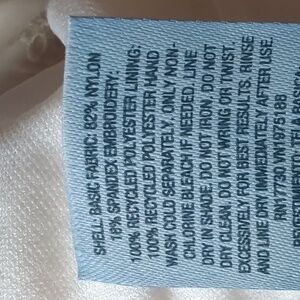 SHELL BASIC FABRIC: 82% NYLON
18% SPANDEX EMBROIDERY:
100% RECYCLED POLYESTER LINING:
100% RECYCLED POLYESTER HAND
WASH COLD SEPARATELY. ONLY NON-
CHLORINE BLEACH IF NEEDED. LINE
DRY IN SHADE. DO NOT IRON. DO NOT
DRY CLEAN. DO NOT WRING OR TWIST
EXCESSIVELY FOR BEST RESULTS. RINSE
AND LINE DRY IMMEDIATELY AFTER USE.
RN17730 VN1975188